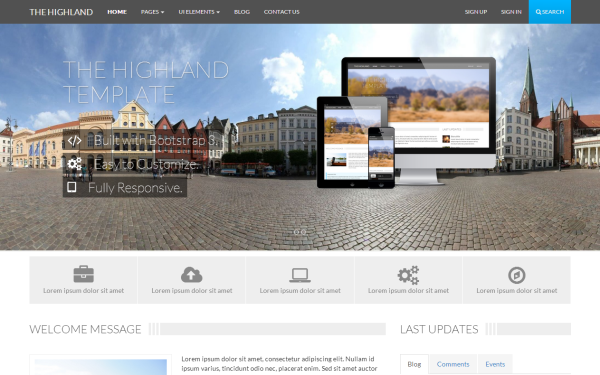 THE HIGHLAND HOME PAGES UI ELEMENTS BLOG CONTACT US SIGN UP SIGN IN SEARCH
THE HIGHLAND
TEMPLATE
Built with Bootstrap 3.
Easy to Customize.
Fully Responsive.
Lorem ipsum dolor sit amet Lorem ipsum dolor sit amet Lorem ipsum dolor sit amet Lorem ipsum dolor sit amet Lorem ipsum dolor sit amet
WELCOME MESSAGE LAST UPDATES
Lorem ipsum dolor sit amet, consectetur adipiscing elit. Nullam id
ipsum varius, tincidunt odio nec, placerat enim. Sed sit amet auctor
Blog Comments Events